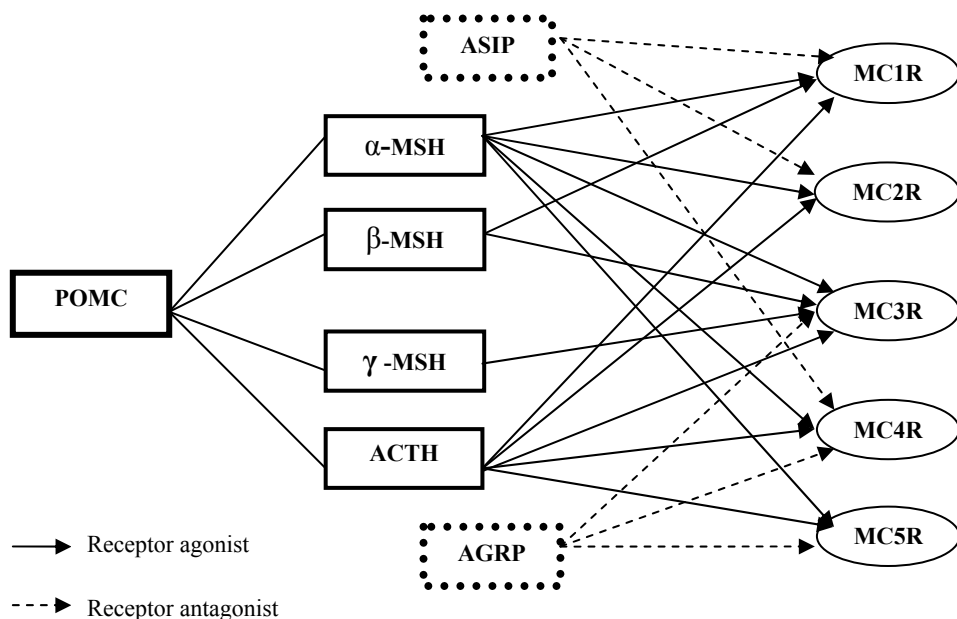 ASIP
MC1R
α-MSH
MC2R
β-MSH
POMC
MC3R
γ -MSH
MC4R
ACTH
MC5R
Receptor agonist
AGRP
Receptor antagonist